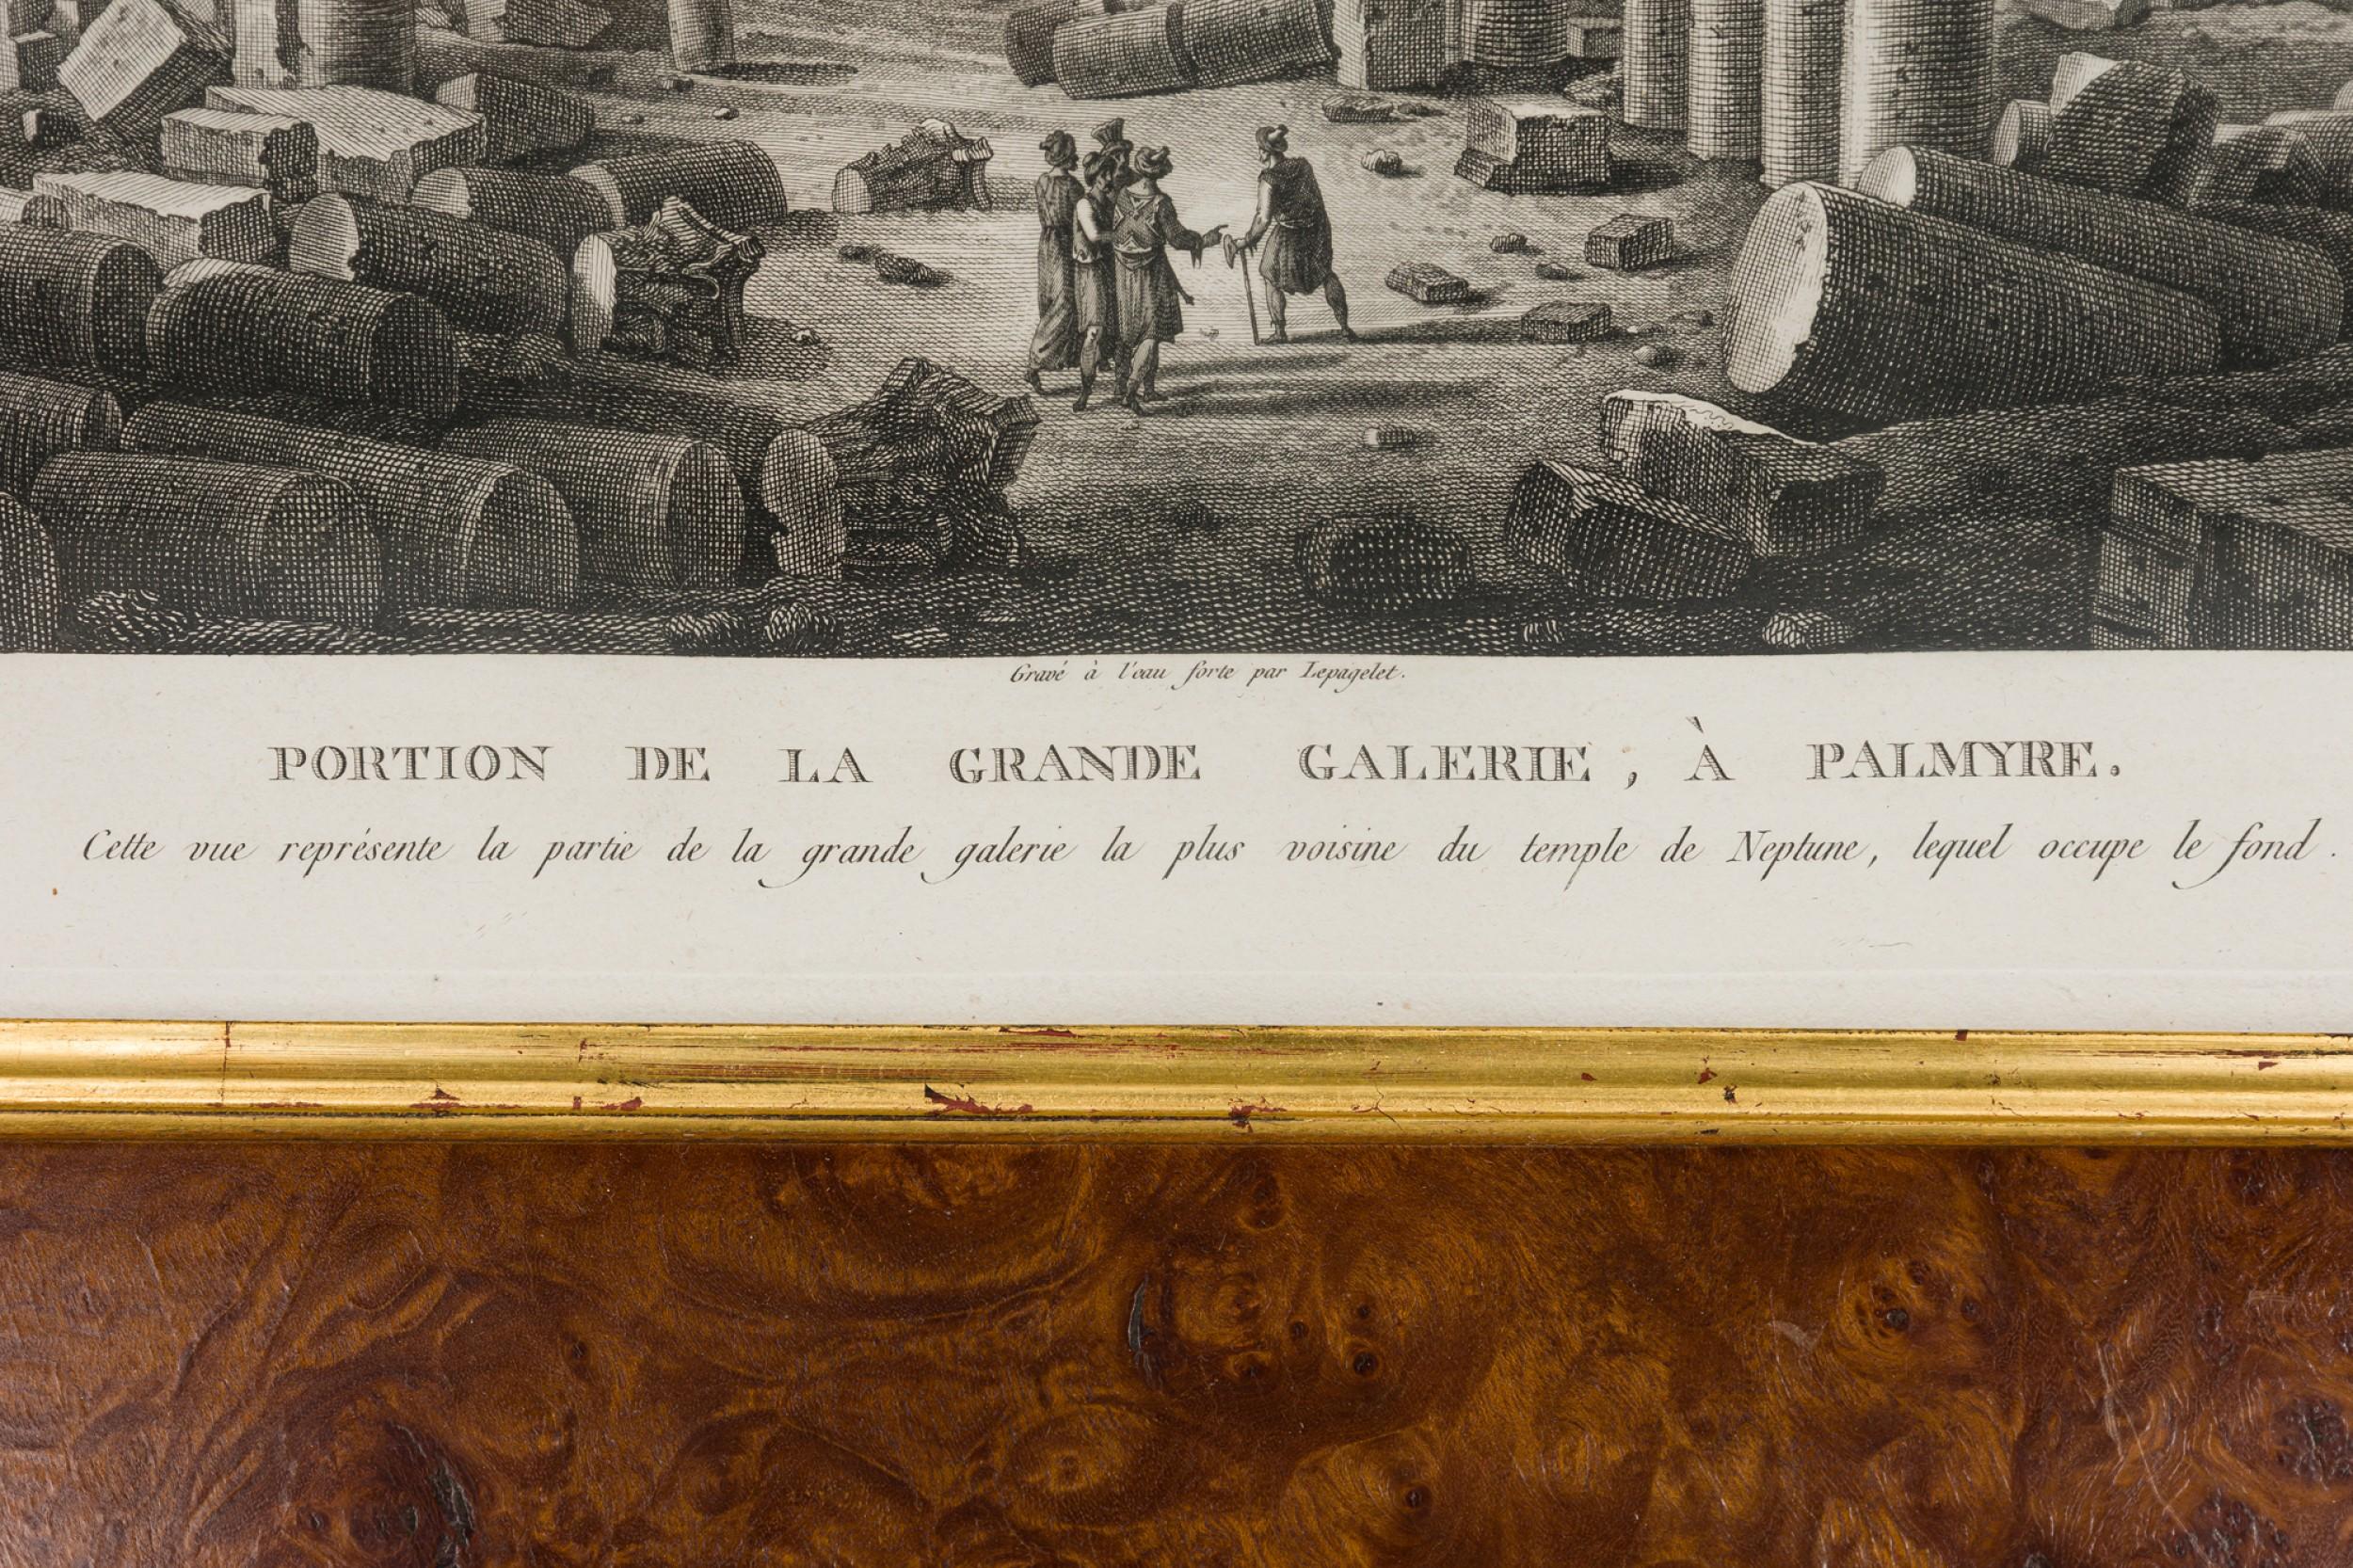 Gravé à l'eau forte par Lepagelet.
PORTION DE LA GRANDE GALERIE, À PALMYRE.
Cette vue représente la partie de la grande galerie la plus voisine du temple de Neptune, lequel occupe le fond.